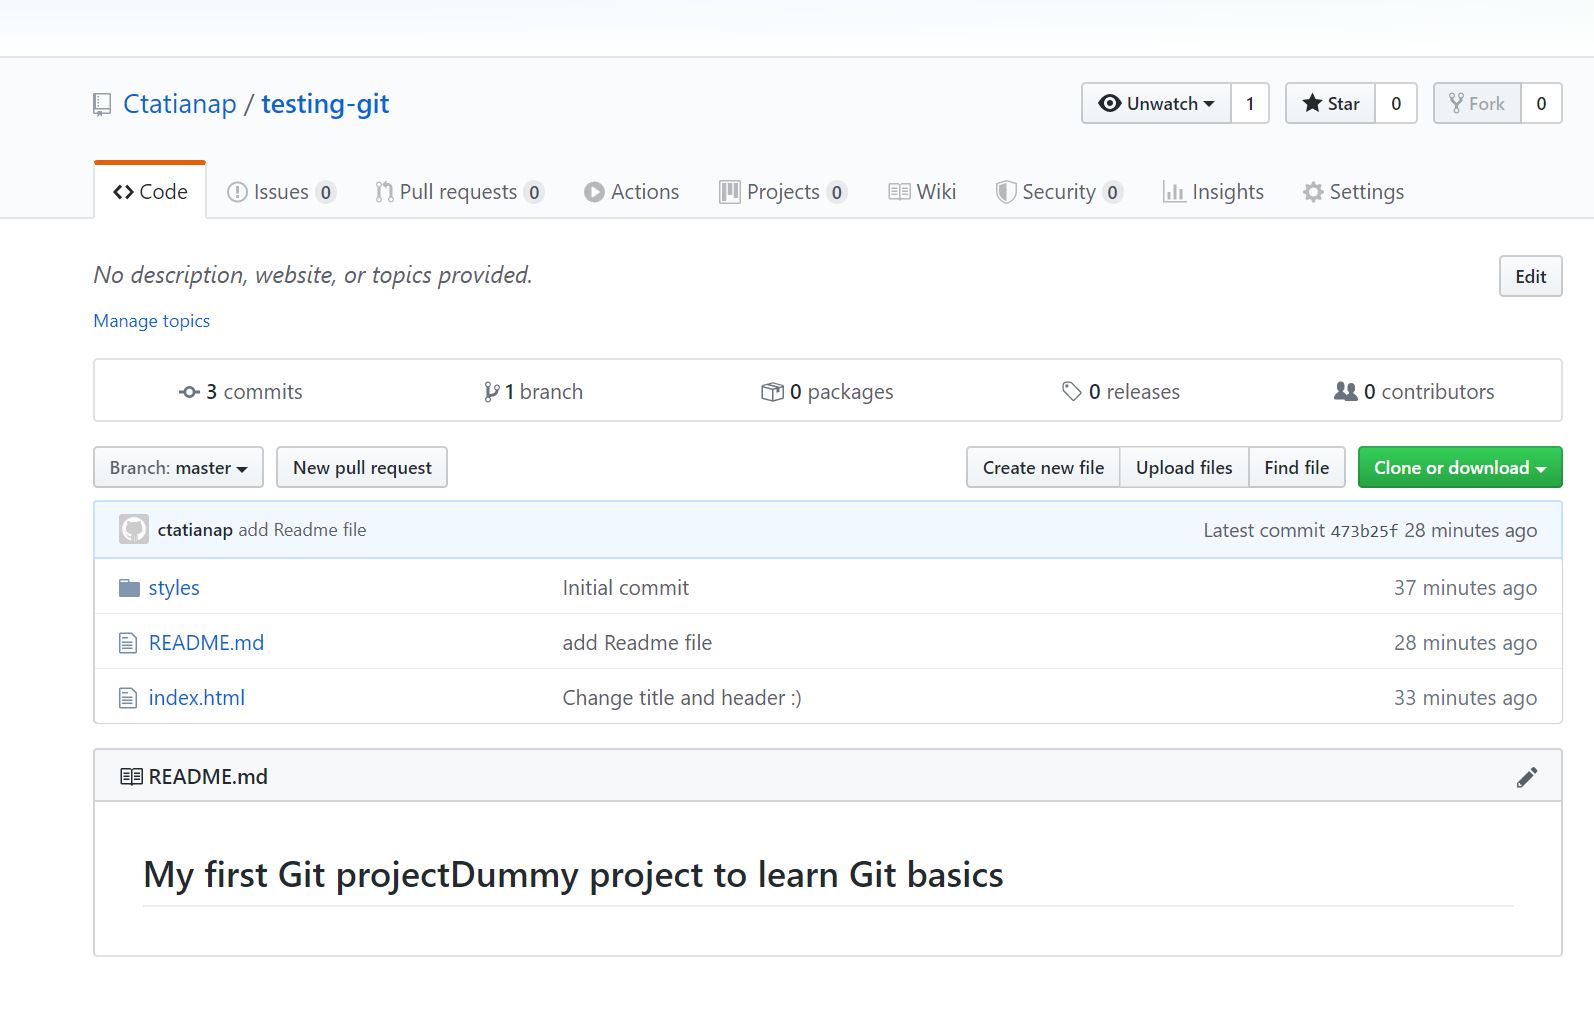 Ctatianap / testing-git
Unwatch 1 Star 0 Fork 0
Code Issues 0 Pull requests 0 Actions Projects 0 Wiki Security 0 Insights Settings
No description, website, or topics provided.
Edit
Manage topics
3 commits 1 branch 0 packages 0 releases 0 contributors
Branch: master New pull request Create new file Upload files Find file Clone or download
ctatianap add Readme file Latest commit 473b25f 28 minutes ago
styles Initial commit 37 minutes ago
README.md add Readme file 28 minutes ago
index.html Change title and header :) 33 minutes ago
README.md
My first Git projectDummy project to learn Git basics